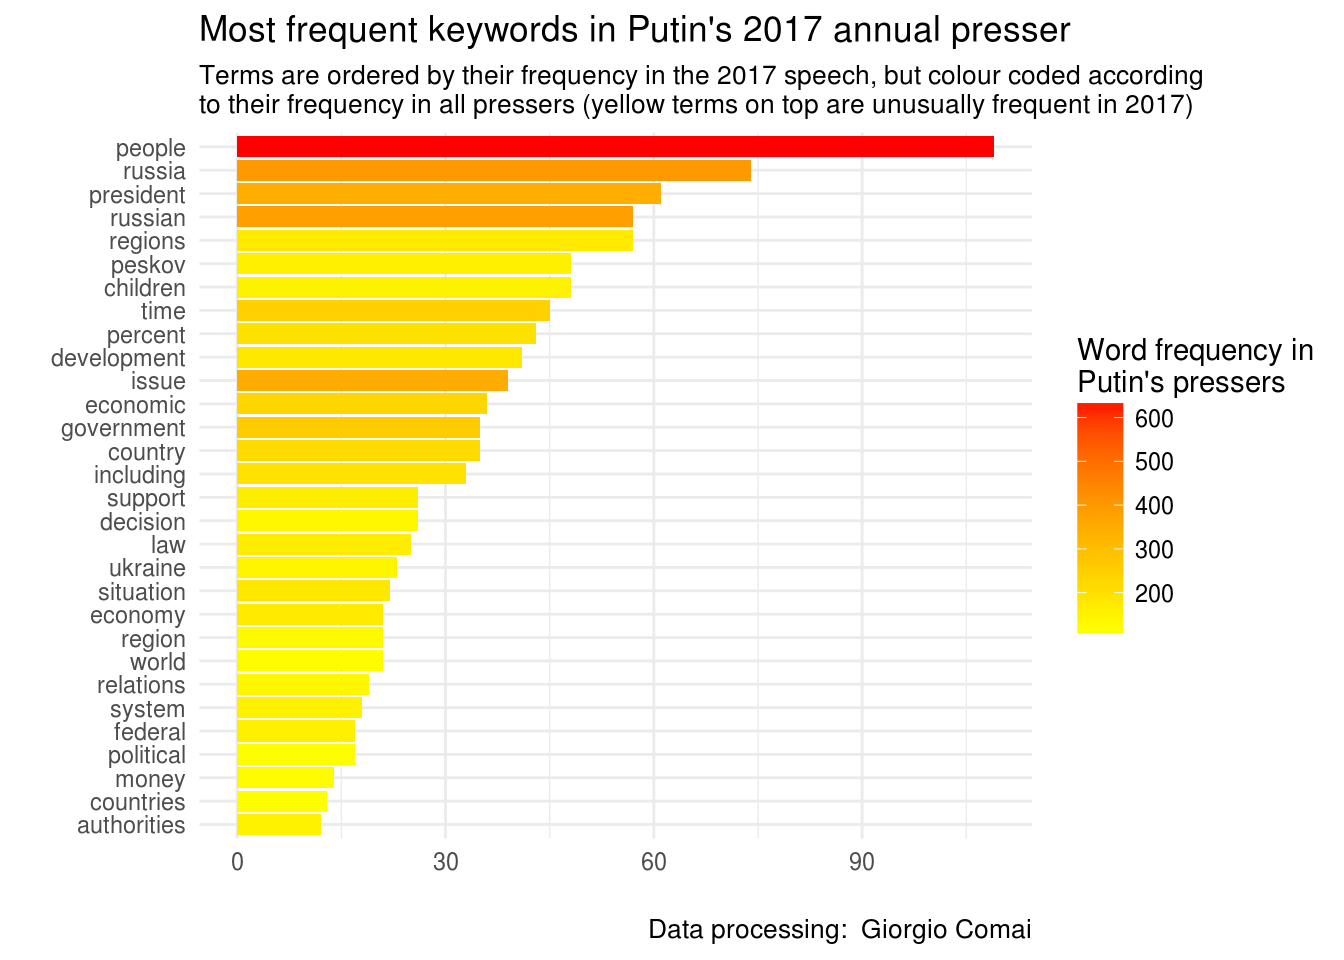 Most frequent keywords in Putin's 2017 annual presser
Terms are ordered by their frequency in the 2017 speech, but colour coded according
to their frequency in all pressers (yellow terms on top are unusually frequent in 2017)
people
russia
president
russian
regions
peskov
children
time
percent
development
issue
economic
government
country
including
support
decision
law
ukraine
situation
economy
region
world
relations
system
federal
political
money
countries
authorities
0 30 60 90
Word frequency in
Putin's pressers
600
500
400
300
200
Data processing:  Giorgio Comai